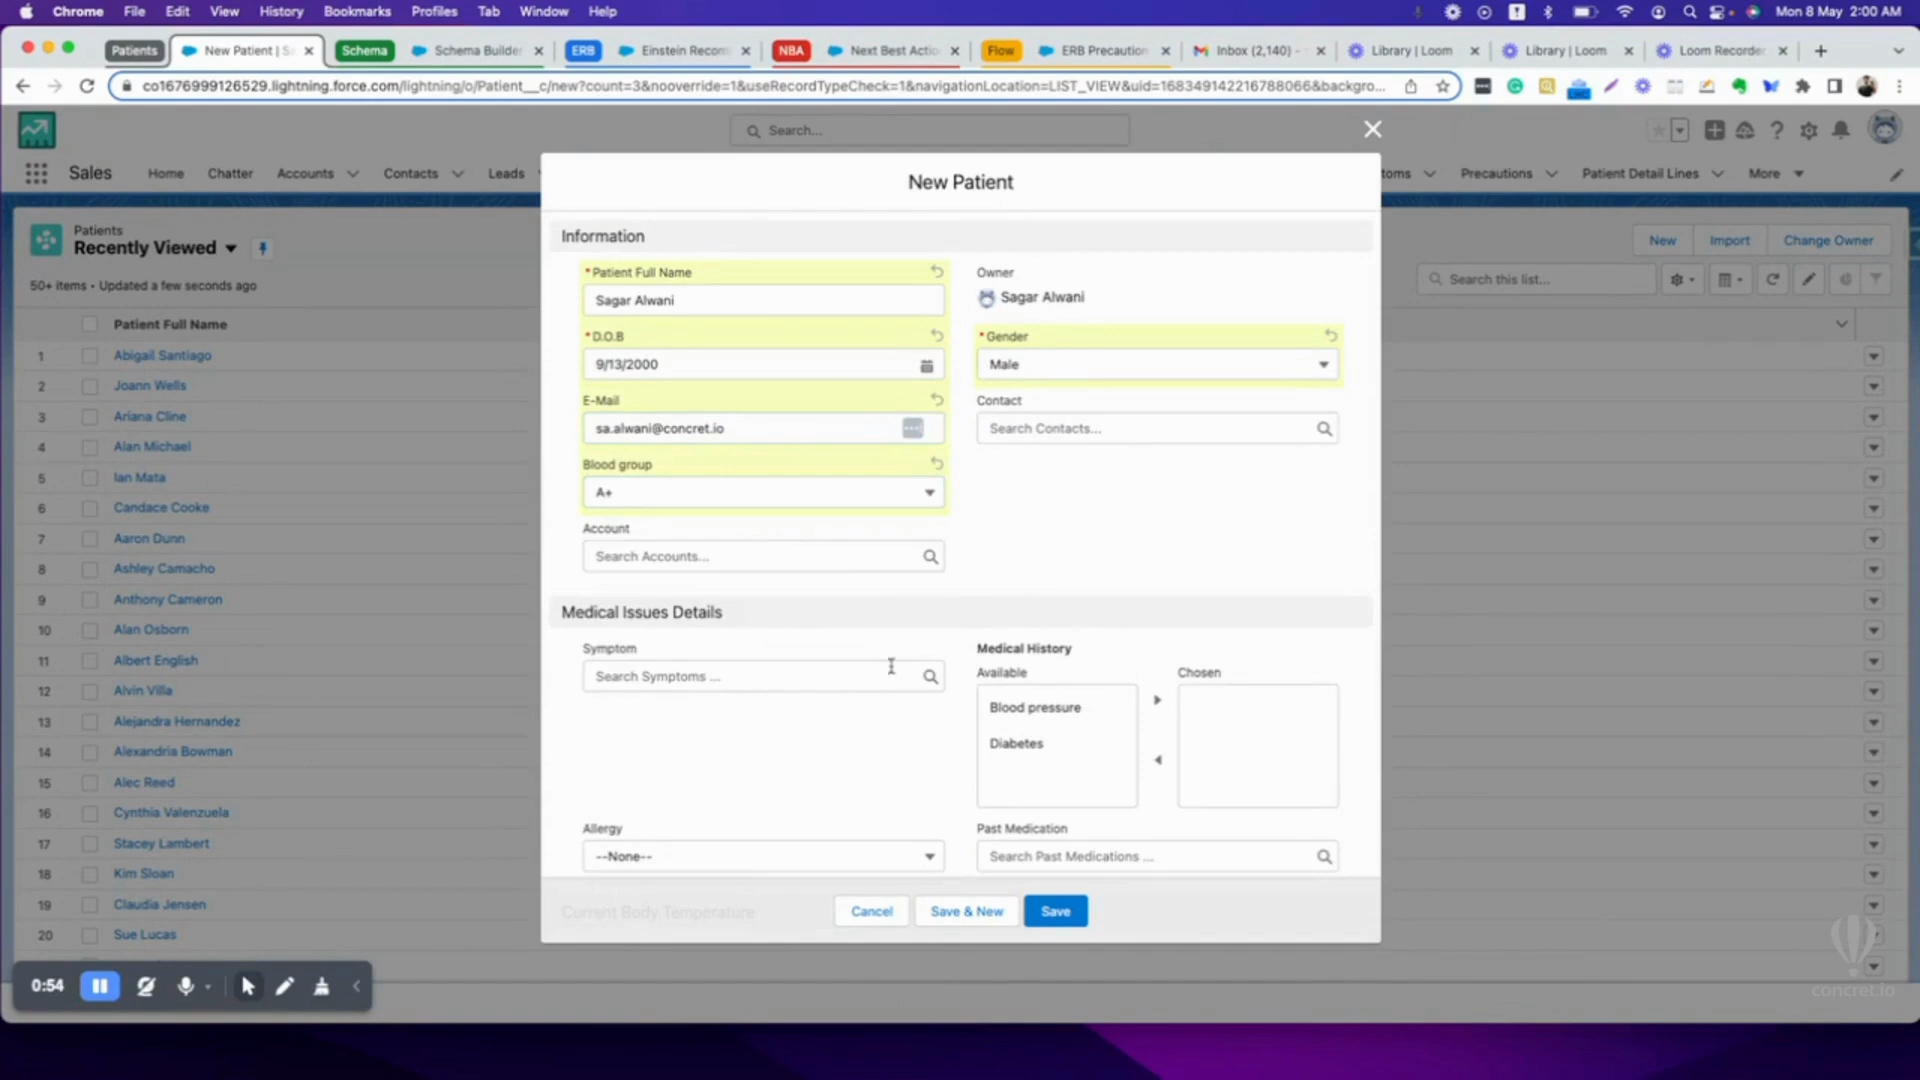 Chrome File Edit View History Bookmarks Profiles Tab Window Help Mon 8 May 2:00 AM
Patients New Patient | S Schema Schema Builder ERB Einstein Recom NBA Next Best Actio Flow ERB Precaution Inbox (2,140) - Library | Loom Library | Loom Loom Recorder
co1676999126529.lightning.force.com/lightning/o/Patient__c/new?count=3&nooverride=1&useRecordTypeCheck=1&navigationLocation=LIST_VIEW&uid=168349142216788066&backgro...
Search...
Sales Home Chatter Accounts Contacts Leads toms Precautions Patient Detail Lines More
New Patient
Patients
Recently Viewed
New Import Change Owner
50+ items • Updated a few seconds ago
Search this list...
Patient Full Name
1 Abigail Santiago
2 Joann Wells
3 Ariana Cline
4 Alan Michael
5 Ian Mata
6 Candace Cooke
7 Aaron Dunn
8 Ashley Camacho
9 Anthony Cameron
10 Alan Osborn
11 Albert English
12 Alvin Villa
13 Alejandra Hernandez
14 Alexandria Bowman
15 Alec Reed
16 Cynthia Valenzuela
17 Stacey Lambert
18 Kim Sloan
19 Claudia Jensen
20 Sue Lucas
Information
*Patient Full Name
Sagar Alwani
Owner
Sagar Alwani
*D.O.B
9/13/2000
*Gender
Male
E-Mail
sa.alwani@concret.io
Contact
Search Contacts...
Blood group
A+
Account
Search Accounts...
Medical Issues Details
Symptom
Search Symptoms ...
Medical History
Available Chosen
Blood pressure
Diabetes
Allergy
--None--
Past Medication
Search Past Medications ...
Current Body Temperature
Cancel Save & New Save
0:54
concret.io